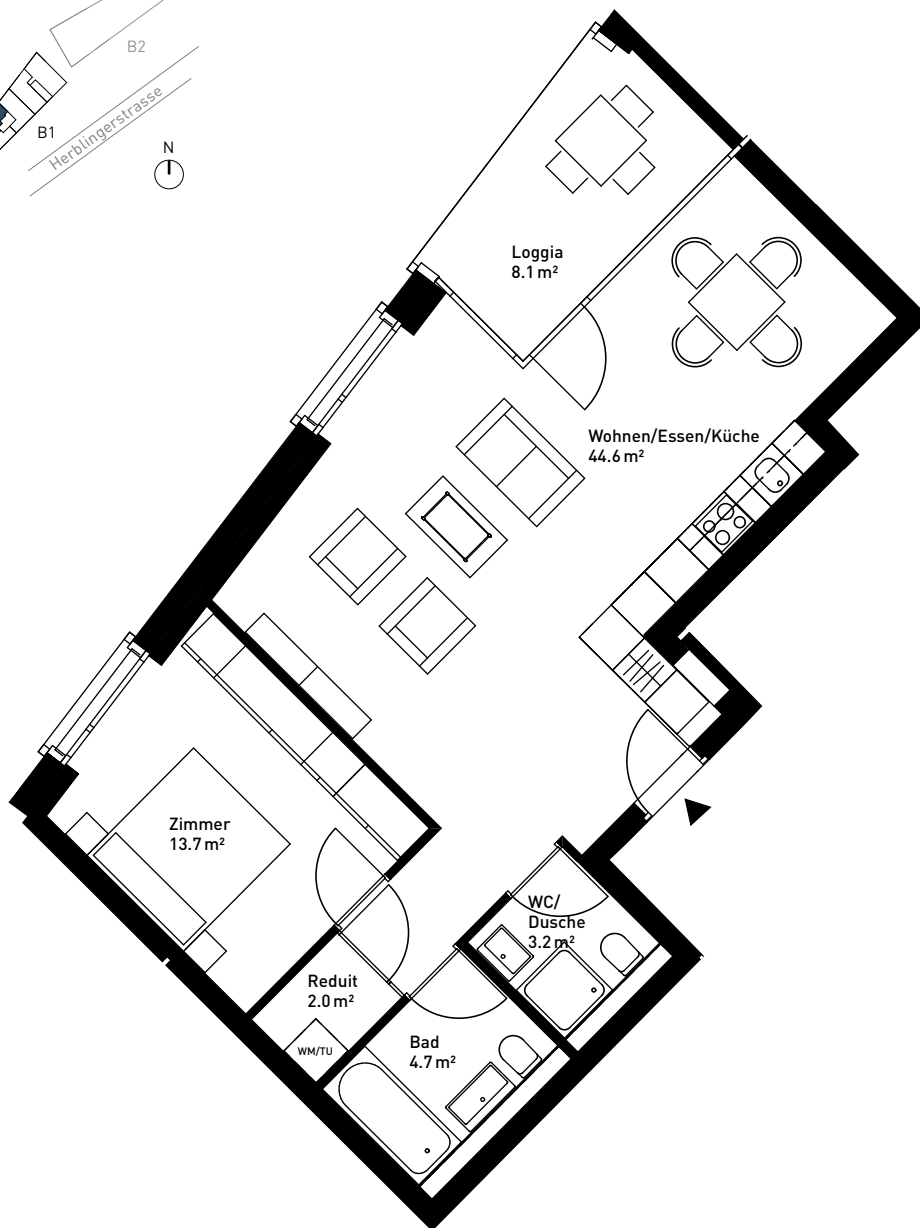 B2
B1
Herblingerstrasse
N
Loggia
8.1 m²
Wohnen/Essen/Küche
44.6 m²
Zimmer
13.7 m²
WC/
Dusche
3.2 m²
Reduit
2.0 m²
WM/TU
Bad
4.7 m²